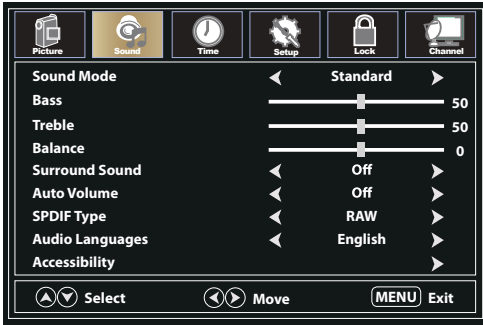 Picture Sound Time Setup Lock Channel
Sound Mode Standard
Bass 50
Treble 50
Balance 0
Surround Sound Off
Auto Volume Off
SPDIF Type RAW
Audio Languages English
Accessibility
Select Move MENU Exit